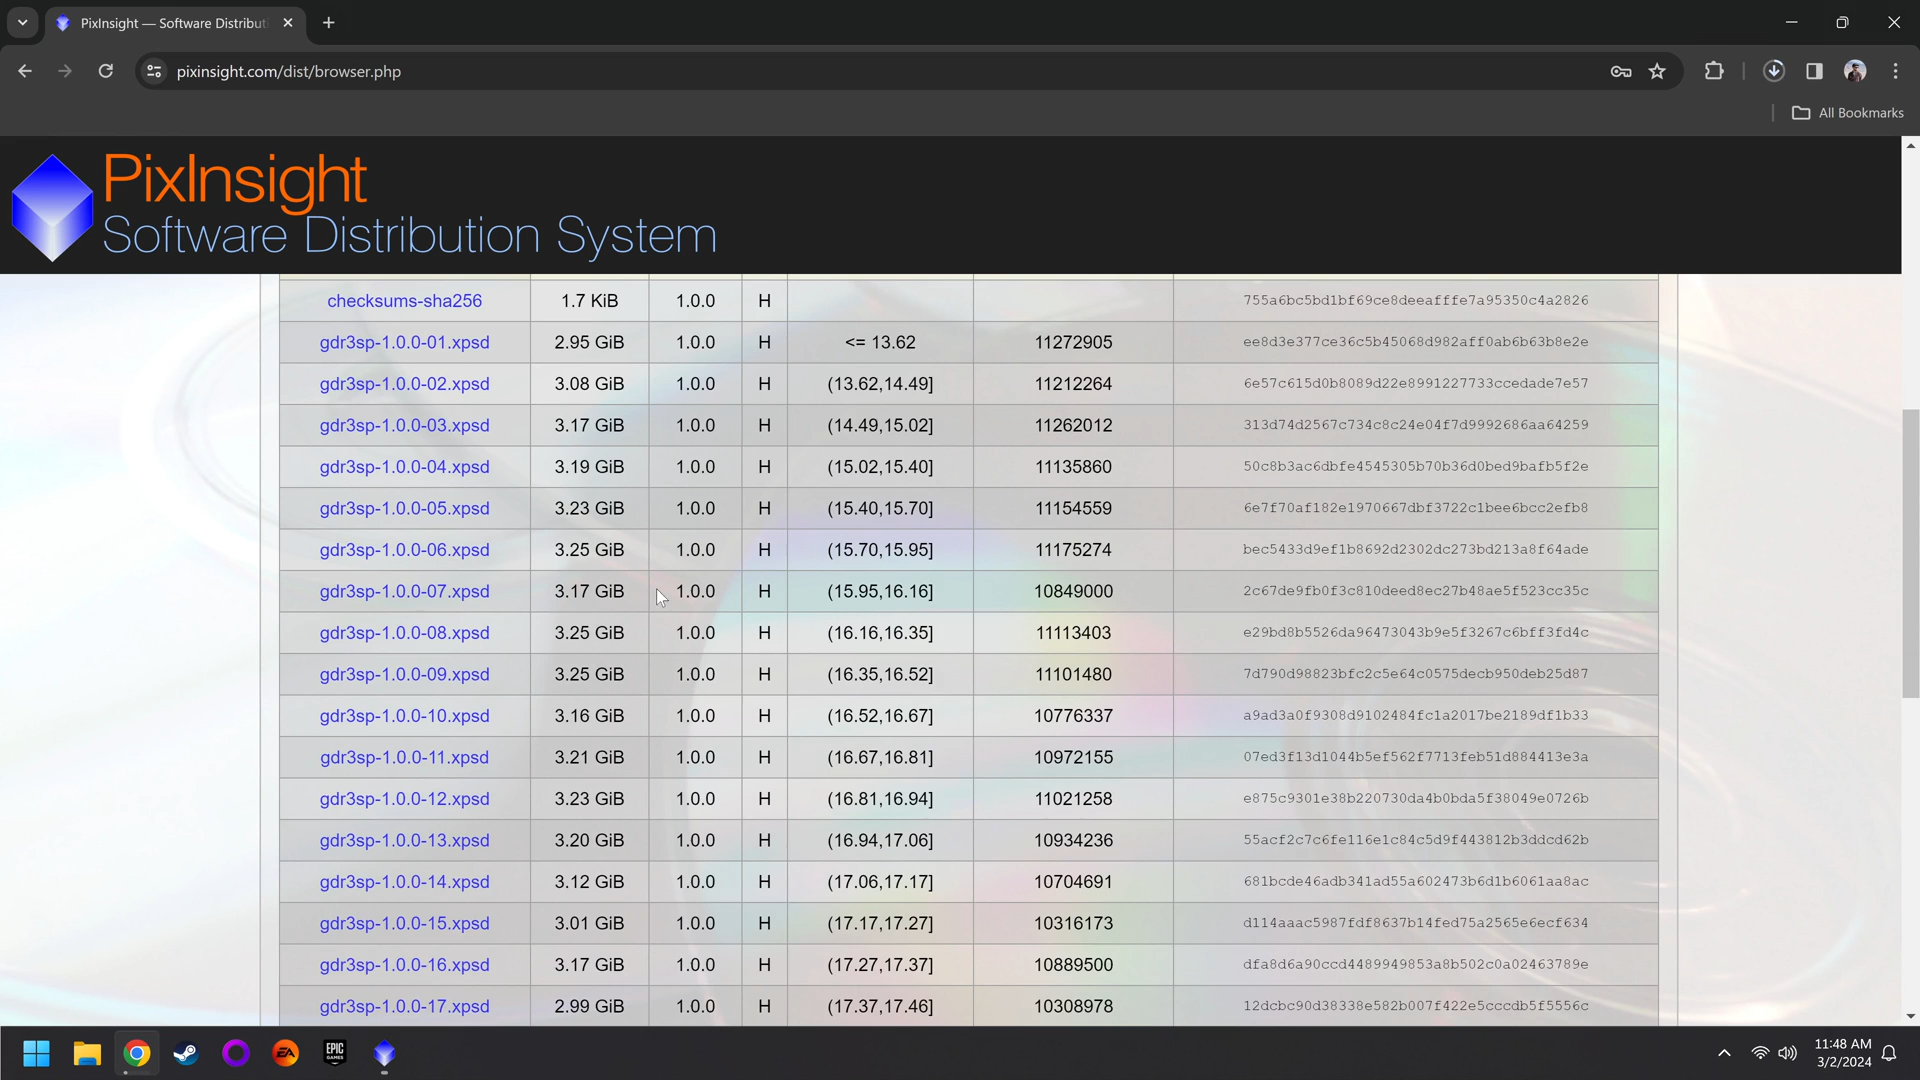 PixInsight — Software Distribut
pixinsight.com/dist/browser.php
All Bookmarks
PixInsight
Software Distribution System
checksums-sha256 1.7 KiB 1.0.0 H 755a6bc5bd1bf69ce8deeafffe7a95350c4a2826
gdr3sp-1.0.0-01.xpsd 2.95 GiB 1.0.0 H <= 13.62 11272905 ee8d3e377ce36c5b45068d982aff0ab6b63b8e2e
gdr3sp-1.0.0-02.xpsd 3.08 GiB 1.0.0 H (13.62,14.49] 11212264 6e57c615d0b8089d22e8991227733ccedade7e57
gdr3sp-1.0.0-03.xpsd 3.17 GiB 1.0.0 H (14.49,15.02] 11262012 313d74d2567c734c8c24e04f7d9992686aa64259
gdr3sp-1.0.0-04.xpsd 3.19 GiB 1.0.0 H (15.02,15.40] 11135860 50c8b3ac6dbfe4545305b70b36d0bed9bafb5f2e
gdr3sp-1.0.0-05.xpsd 3.23 GiB 1.0.0 H (15.40,15.70] 11154559 6e7f70af182e1970667dbf3722c1bee6bcc2efb8
gdr3sp-1.0.0-06.xpsd 3.25 GiB 1.0.0 H (15.70,15.95] 11175274 bec5433d9ef1b8692d2302dc273bd213a8f64ade
gdr3sp-1.0.0-07.xpsd 3.17 GiB 1.0.0 H (15.95,16.16] 10849000 2c67de9fb0f3c810deed8ec27b48ae5f523cc35c
gdr3sp-1.0.0-08.xpsd 3.25 GiB 1.0.0 H (16.16,16.35] 11113403 e29bd8b5526da96473043b9e5f3267c6bff3fd4c
gdr3sp-1.0.0-09.xpsd 3.25 GiB 1.0.0 H (16.35,16.52] 11101480 7d790d98823bfc2c5e64c0575decb950deb25d87
gdr3sp-1.0.0-10.xpsd 3.16 GiB 1.0.0 H (16.52,16.67] 10776337 a9ad3a0f9308d9102484fc1a2017be2189df1b33
gdr3sp-1.0.0-11.xpsd 3.21 GiB 1.0.0 H (16.67,16.81] 10972155 07ed3f13d1044b5ef562f7713feb51d884413e3a
gdr3sp-1.0.0-12.xpsd 3.23 GiB 1.0.0 H (16.81,16.94] 11021258 e875c9301e38b220730da4b0bda5f38049e0726b
gdr3sp-1.0.0-13.xpsd 3.20 GiB 1.0.0 H (16.94,17.06] 10934236 55acf2c7c6fe116e1c84c5d9f443812b3ddcd62b
gdr3sp-1.0.0-14.xpsd 3.12 GiB 1.0.0 H (17.06,17.17] 10704691 681bcde46adb341ad55a602473b6d1b6061aa8ac
gdr3sp-1.0.0-15.xpsd 3.01 GiB 1.0.0 H (17.17,17.27] 10316173 d114aaac5987fdf8637b14fed75a2565e6ecf634
gdr3sp-1.0.0-16.xpsd 3.17 GiB 1.0.0 H (17.27,17.37] 10889500 dfa8d6a90ccd4489949853a8b502c0a02463789e
gdr3sp-1.0.0-17.xpsd 2.99 GiB 1.0.0 H (17.37,17.46] 10308978 12dcbc90d38338e582b007f422e5cccdb5f5556c
EA
EPIC
GAMES
11:48 AM
3/2/2024